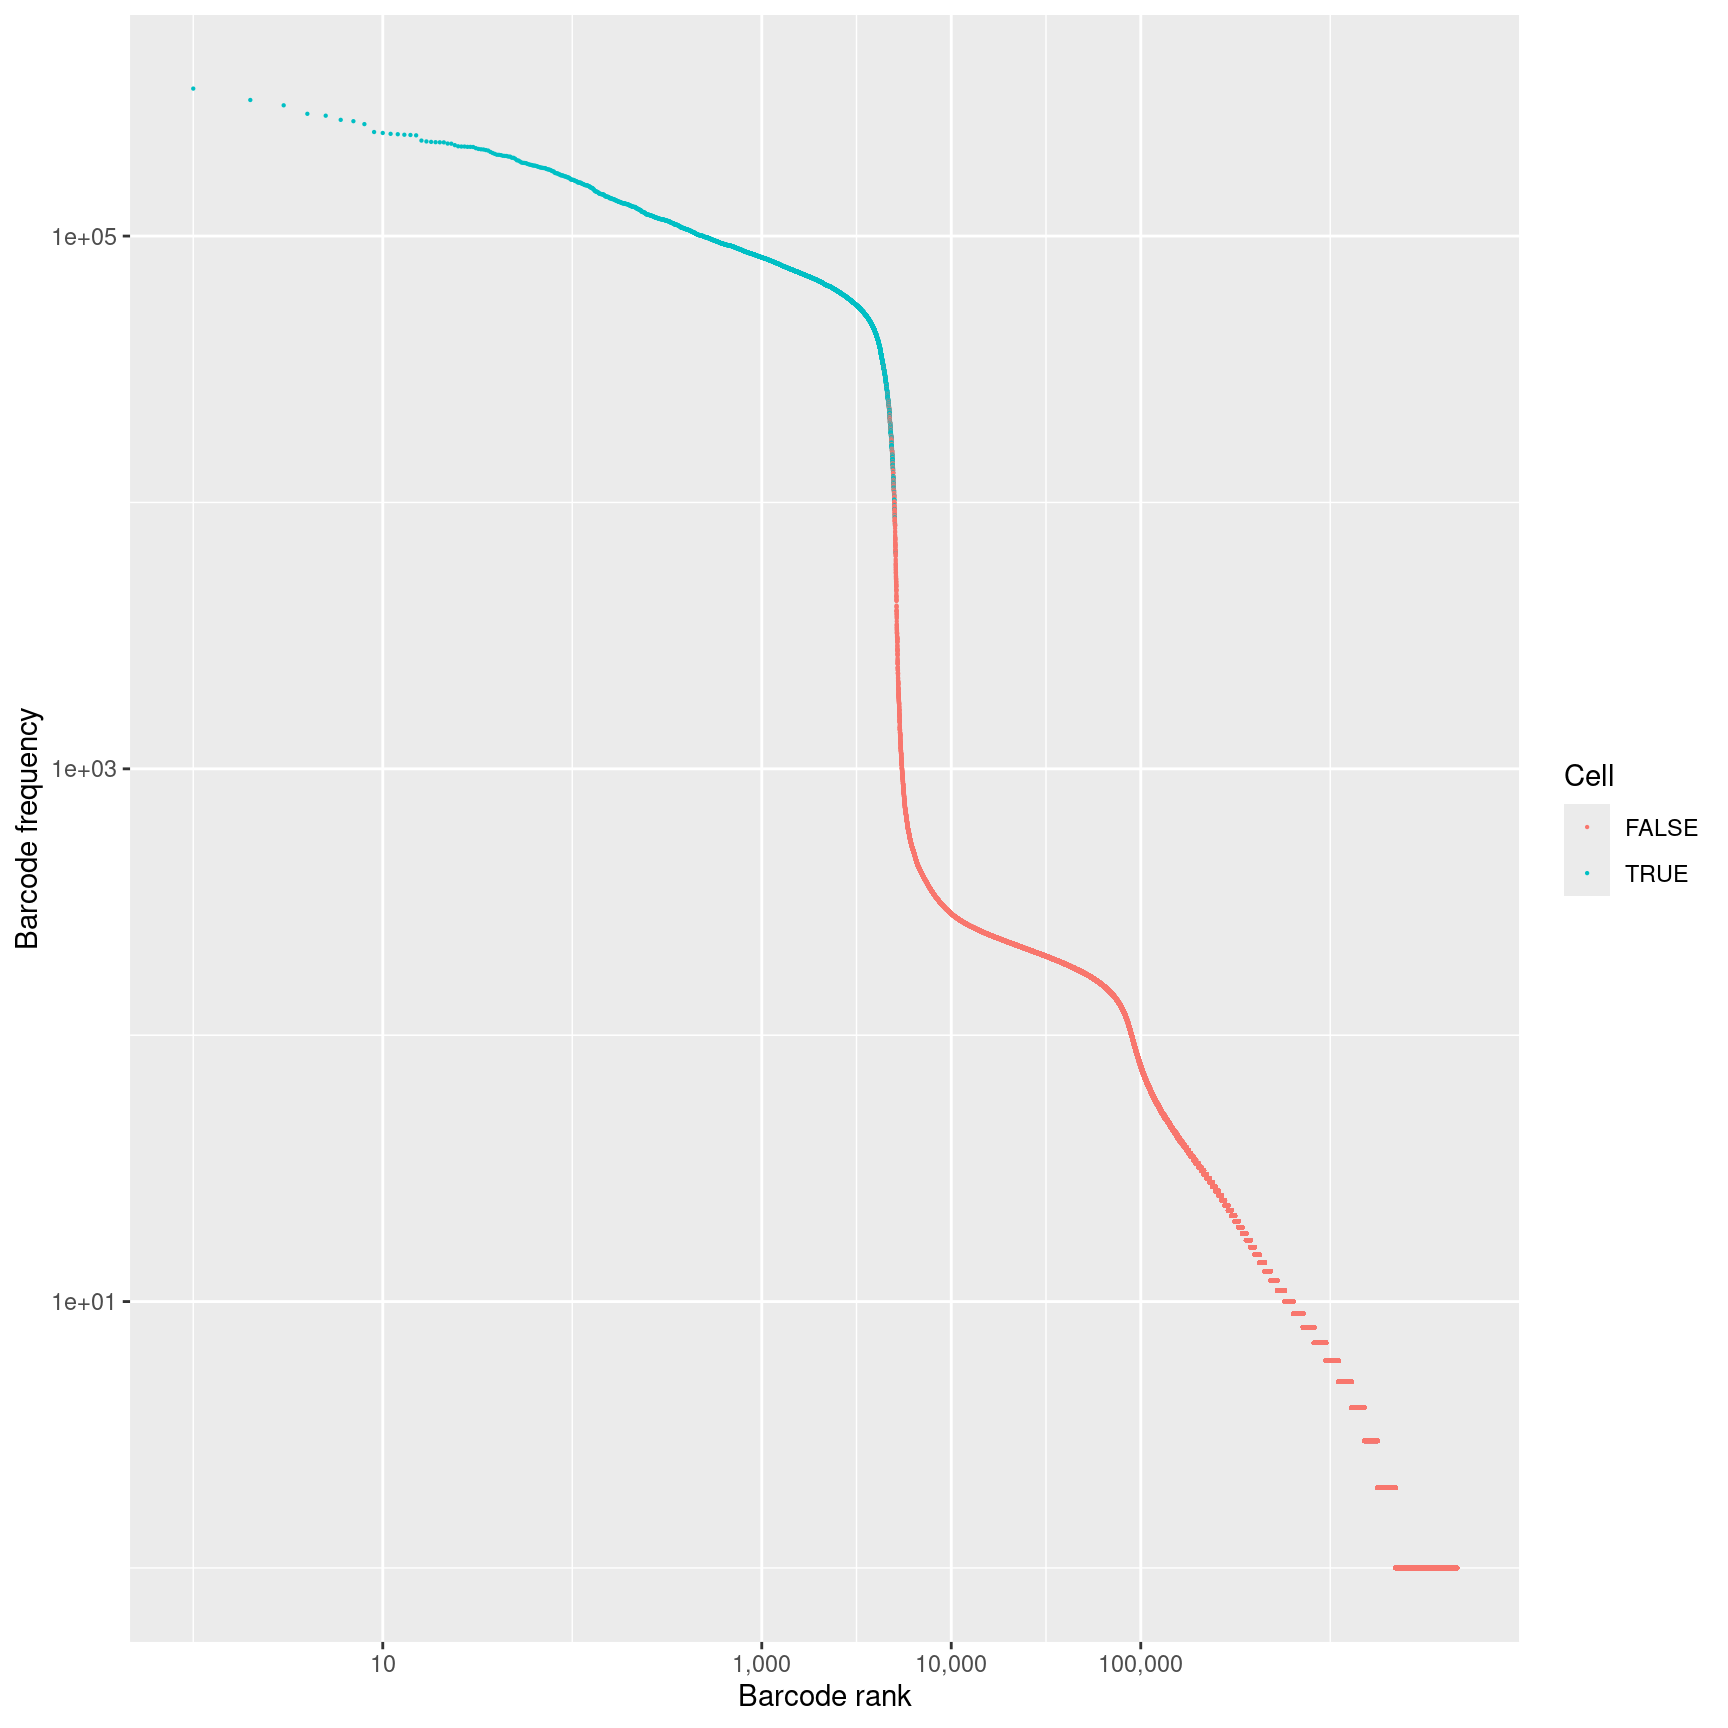 1e+05
1e+03
1e+01
Barcode frequency
10
1,000
10,000
100,000
Barcode rank
Cell
FALSE
TRUE